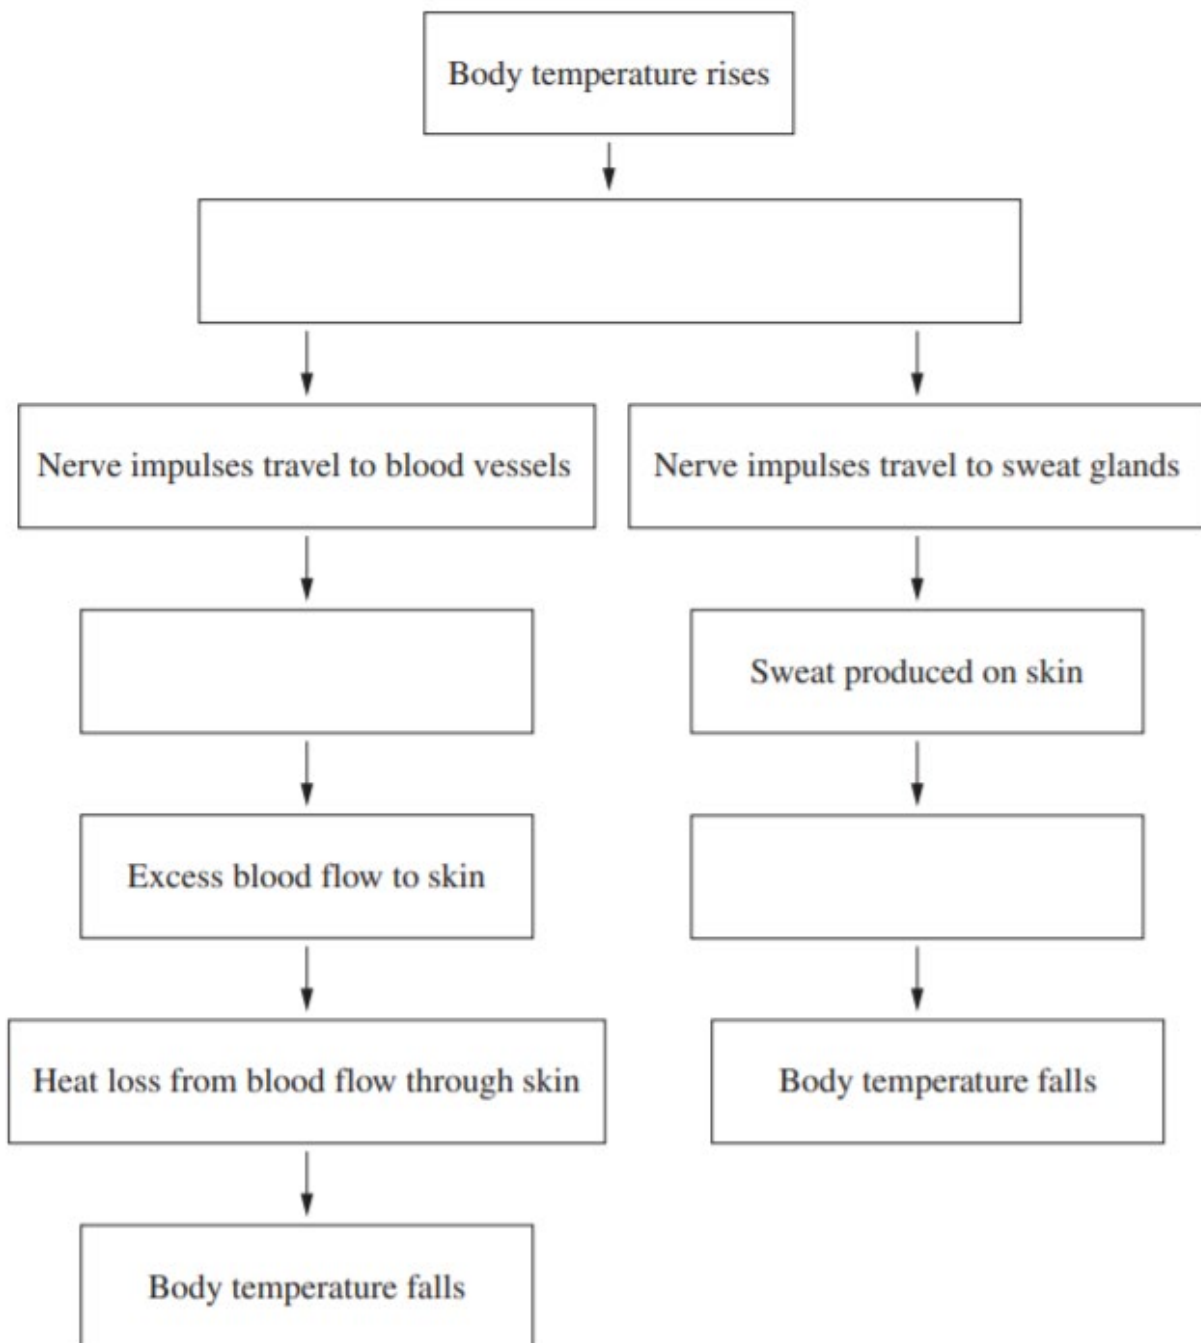 Body temperature rises
Nerve impulses travel to blood vessels
Nerve impulses travel to sweat glands
Sweat produced on skin
Excess blood flow to skin
Heat loss from blood flow through skin
Body temperature falls
Body temperature falls